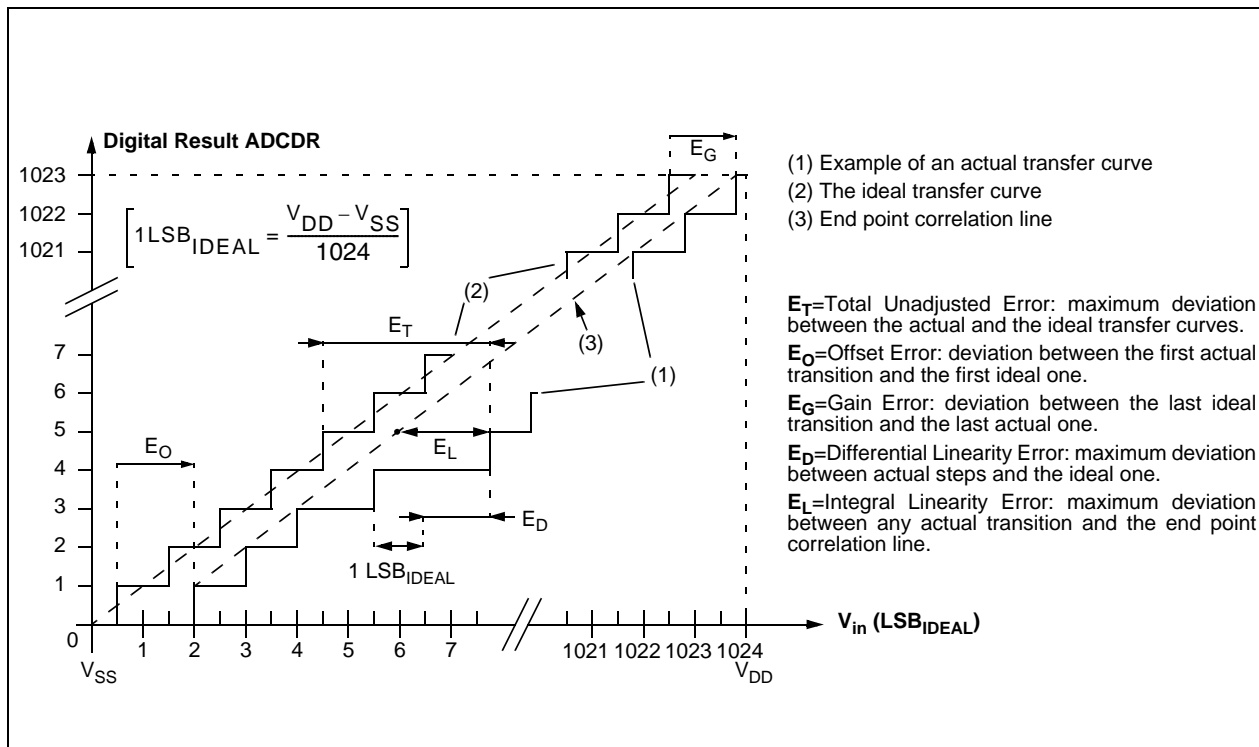 Digital Result ADCDR
1023
1022
1021
7
6
5
4
3
2
1
0
1LSB_IDEAL = (V_DD – V_SS) / 1024
E_G
(2)
E_T
(3)
(1)
E_O
E_L
E_D
1 LSB_IDEAL
1 2 3 4 5 6 7 1021 1022 1023 1024
V_in (LSB_IDEAL)
V_SS
V_DD
(1) Example of an actual transfer curve
(2) The ideal transfer curve
(3) End point correlation line
E_T=Total Unadjusted Error: maximum deviation
between the actual and the ideal transfer curves.
E_O=Offset Error: deviation between the first actual
transition and the first ideal one.
E_G=Gain Error: deviation between the last ideal
transition and the last actual one.
E_D=Differential Linearity Error: maximum deviation
between actual steps and the ideal one.
E_L=Integral Linearity Error: maximum deviation
between any actual transition and the end point
correlation line.